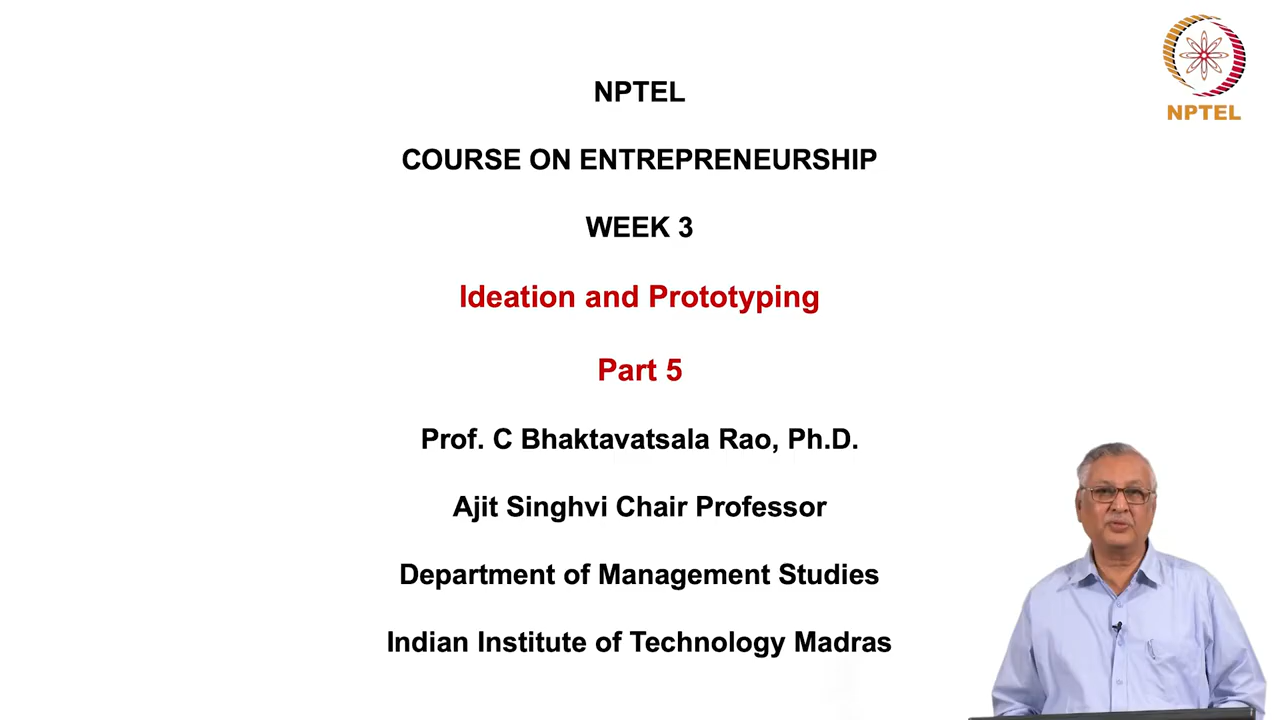 NPTEL
COURSE ON ENTREPRENEURSHIP
WEEK 3
Ideation and Prototyping
Part 5
Prof. C Bhaktavatsala Rao, Ph.D.
Ajit Singhvi Chair Professor
Department of Management Studies
Indian Institute of Technology Madras
NPTEL